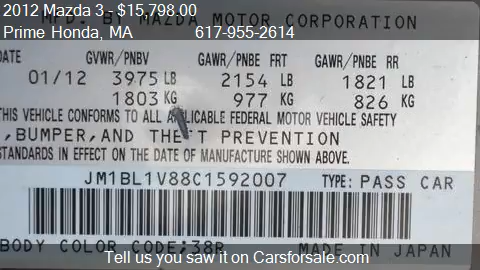 2012 Mazda 3 - $15,798.00
Prime Honda, MA 617-955-2614
MFD. BY MAZDA MOTOR CORPORATION
DATE GVWR/PNBV GAWR/PNBE FRT GAWR/PNBE RR
01/12 3975 LB 2154 LB 1821 LB
1803 KG 977 KG 826 KG
THIS VEHICLE CONFORMS TO ALL APPLICABLE FEDERAL MOTOR VEHICLE SAFETY
,BUMPER,AND THEFT PREVENTION
STANDARDS IN EFFECT ON THE DATE OF MANUFACTURE SHOWN ABOVE.
JM1BL1V88C1592007 TYPE: PASS CAR
BODY COLOR CODE:38R MADE IN JAPAN
Tell us you saw it on Carsforsale.com